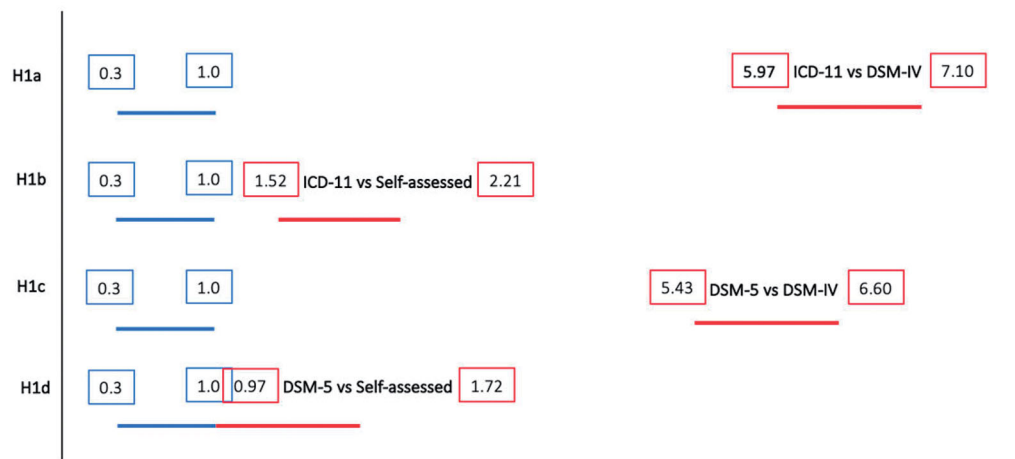 H1a 0.3 1.0 5.97 ICD-11 vs DSM-IV 7.10
H1b 0.3 1.0 1.52 ICD-11 vs Self-assessed 2.21
H1c 0.3 1.0 5.43 DSM-5 vs DSM-IV 6.60
H1d 0.3 1.0 0.97 DSM-5 vs Self-assessed 1.72